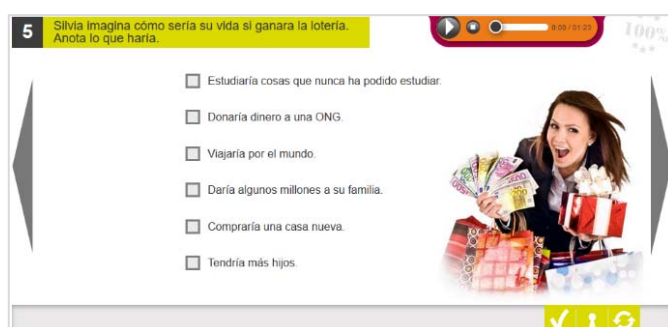 5
Silvia imagina cómo sería su vida si ganara la lotería.
Anota lo que haría.
0:00 / 01:23
100%
Estudiaría cosas que nunca ha podido estudiar.
Donaría dinero a una ONG.
Viajaría por el mundo.
Daría algunos millones a su familia.
Compraría una casa nueva.
Tendría más hijos.